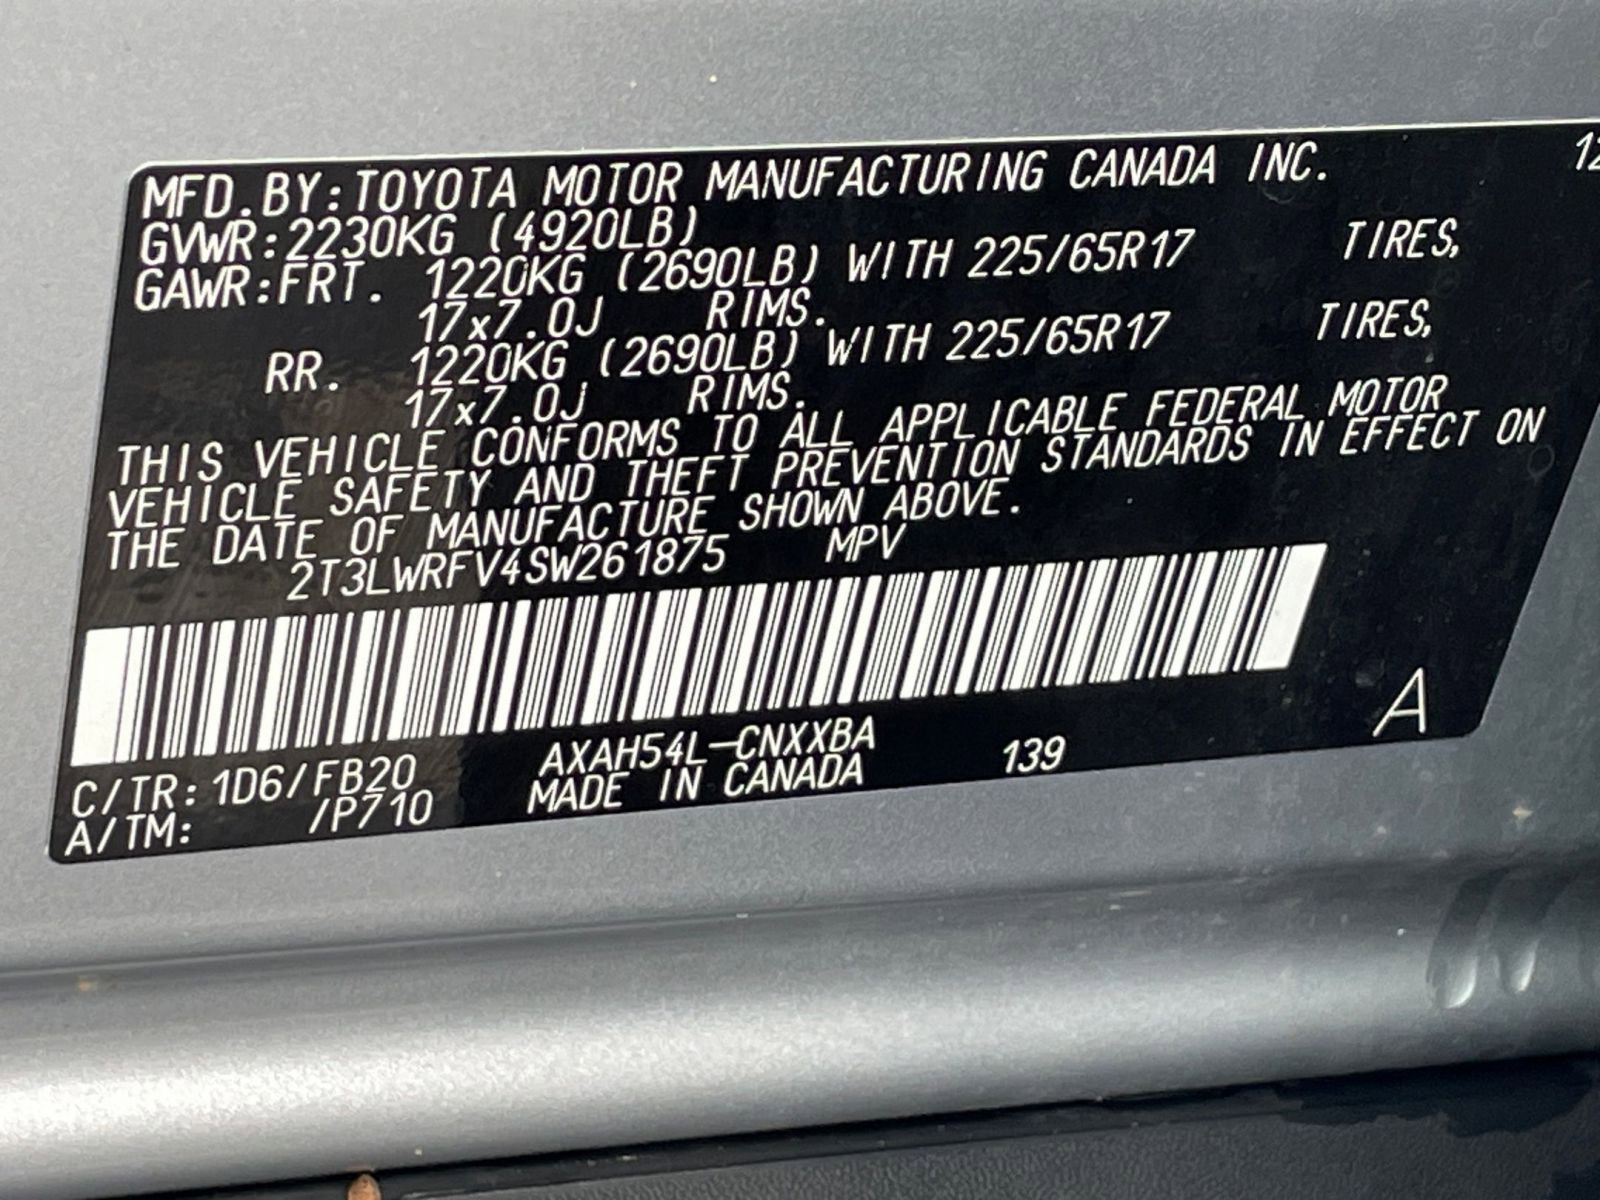 MFD.BY:TOYOTA MOTOR MANUFACTURING CANADA INC. 12
GVWR:2230KG (4920LB)
GAWR:FRT. 1220KG (2690LB) WITH 225/65R17 TIRES,
17x7.0J RIMS.
RR. 1220KG (2690LB) WITH 225/65R17 TIRES,
17x7.0J RIMS.
THIS VEHICLE CONFORMS TO ALL APPLICABLE FEDERAL MOTOR
VEHICLE SAFETY AND THEFT PREVENTION STANDARDS IN EFFECT ON
THE DATE OF MANUFACTURE SHOWN ABOVE.
2T3LWRFV4SW261875 MPV
C/TR: 1D6/FB20 AXAH54L-CNXXBA 139 A
A/TM: /P710 MADE IN CANADA